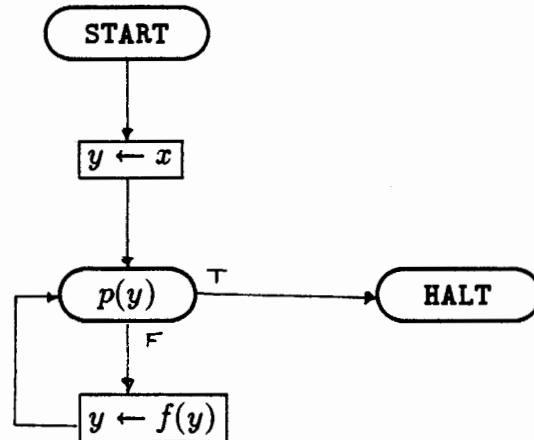 START
y ← x
p(y)
T
HALT
F
y ← f(y)